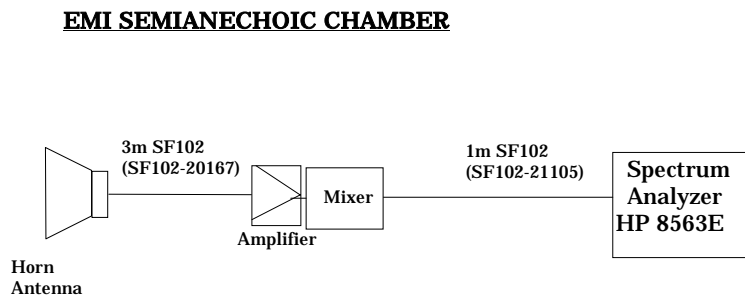 EMI SEMIANECHOIC CHAMBER
3m SF102
(SF102-20167)
1m SF102
(SF102-21105)
Spectrum
Analyzer
HP 8563E
Mixer
Amplifier
Horn
Antenna